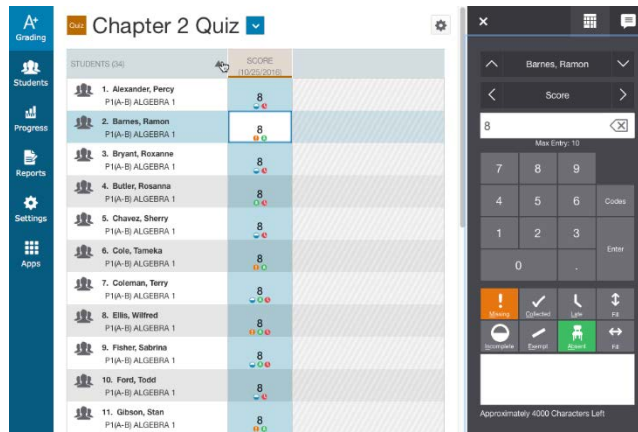 A+
Grading
Students
Progress
Reports
Settings
Apps
Quiz
Chapter 2 Quiz
STUDENTS (34)
SCORE
(10/25/2016)
1. Alexander, Percy
P1(A-B) ALGEBRA 1
8
2. Barnes, Ramon
P1(A-B) ALGEBRA 1
8
3. Bryant, Roxanne
P1(A-B) ALGEBRA 1
8
4. Butler, Rosanna
P1(A-B) ALGEBRA 1
8
5. Chavez, Sherry
P1(A-B) ALGEBRA 1
8
6. Cole, Tameka
P1(A-B) ALGEBRA 1
8
7. Coleman, Terry
P1(A-B) ALGEBRA 1
8
8. Ellis, Wilfred
P1(A-B) ALGEBRA 1
8
9. Fisher, Sabrina
P1(A-B) ALGEBRA 1
8
10. Ford, Todd
P1(A-B) ALGEBRA 1
8
11. Gibson, Stan
P1(A-B) ALGEBRA 1
8
Barnes, Ramon
Score
8
Max Entry: 10
7 8 9
4 5 6 Codes
1 2 3
Enter
0 .
Missing Collected Late Fill
Incomplete Exempt Absent Fill
Approximately 4000 Characters Left